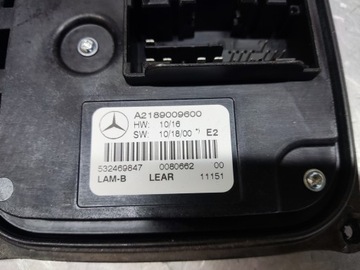 A2189009600
HW: 10/16
SW: 10/18/00 E2
532469847 0080662 00
LAM-B LEAR 11151